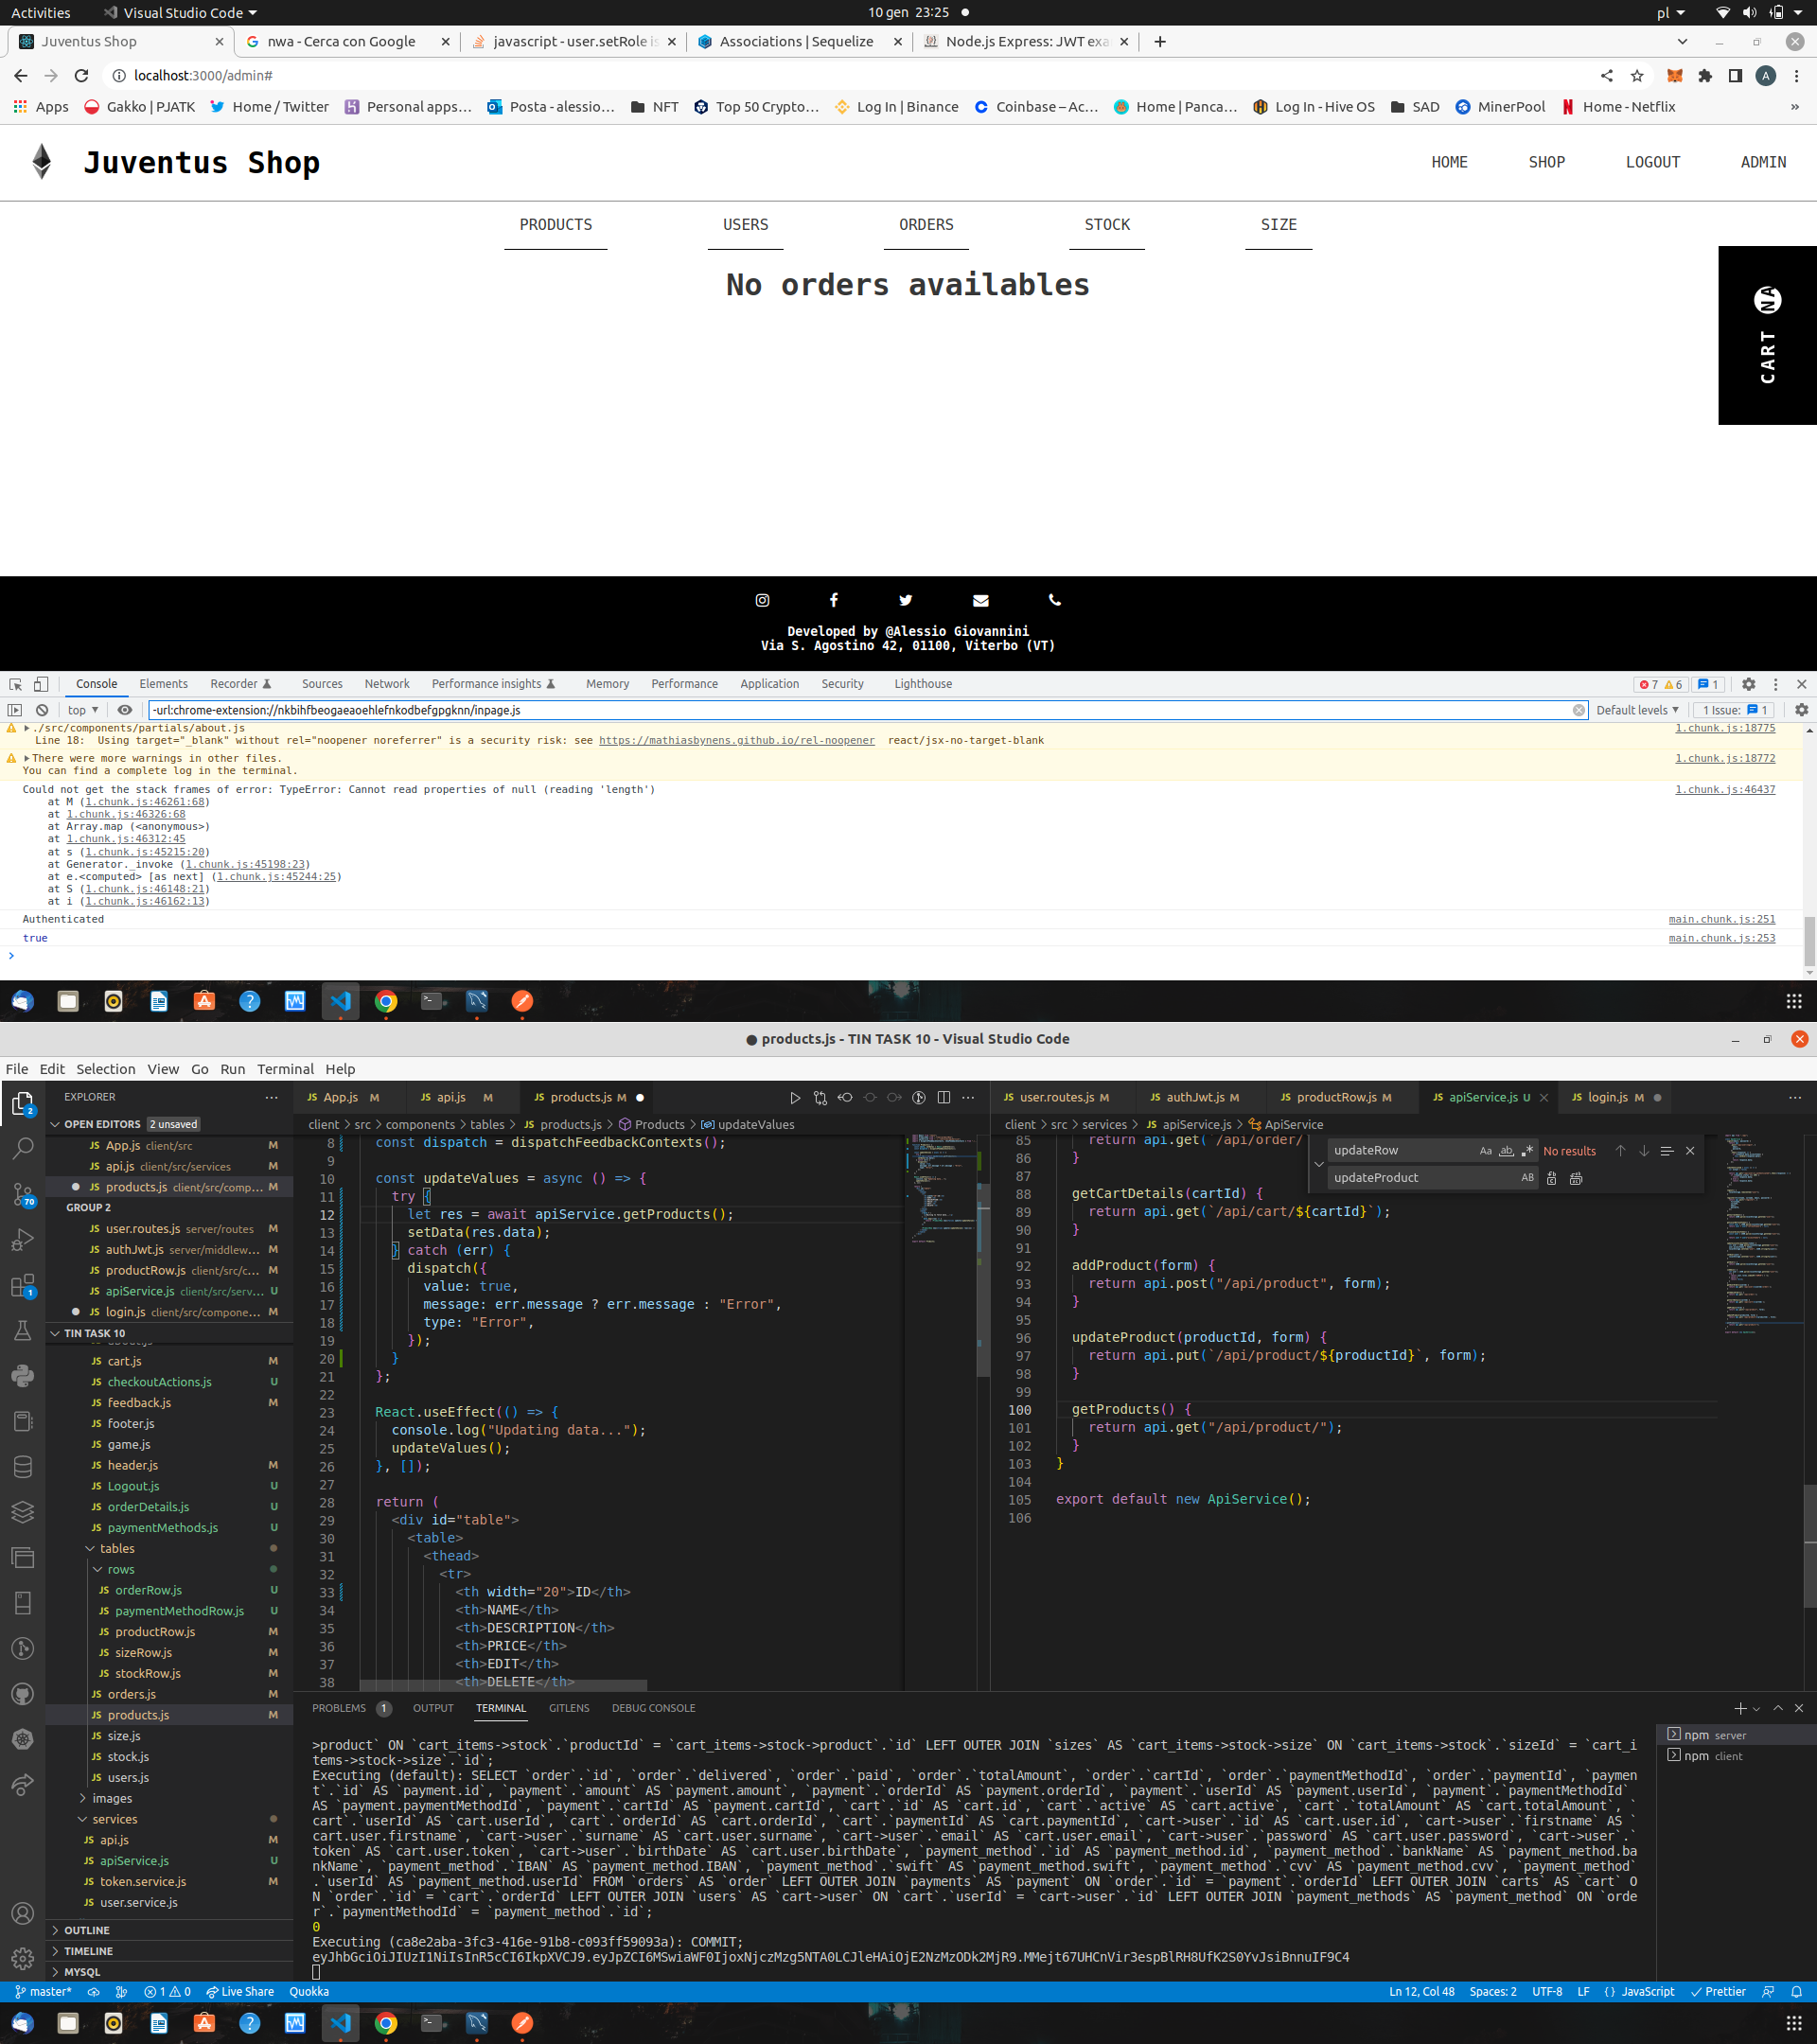 Activities
Visual Studio Code
10 gen 23:25
pl
Juventus Shop
nwa - Cerca con Google
javascript - user.setRole is
Associations | Sequelize
Node.js Express: JWT exa
localhost:3000/admin#
A
Apps
Gakko | PJATK
Home / Twitter
Personal apps…
Posta - alessio…
NFT
Top 50 Crypto…
Log In | Binance
Coinbase – Ac…
Home | Panca…
Log In - Hive OS
SAD
MinerPool
Home - Netflix
»
Juventus Shop
HOME
SHOP
LOGOUT
ADMIN
PRODUCTS
USERS
ORDERS
STOCK
SIZE
No orders availables
CART NA
Developed by @Alessio Giovannini
Via S. Agostino 42, 01100, Viterbo (VT)
Console
Elements
Recorder
Sources
Network
Performance insights
Memory
Performance
Application
Security
Lighthouse
7
6
1
top
-url:chrome-extension://nkbihfbeogaeaoehlefnkodbefgpgknn/inpage.js
Default levels
1 Issue: 1
./src/components/partials/about.js
1.chunk.js:18775
Line 18: Using target="_blank" without rel="noopener noreferrer" is a security risk: see https://mathiasbynens.github.io/rel-noopener react/jsx-no-target-blank
There were more warnings in other files.
1.chunk.js:18772
You can find a complete log in the terminal.
Could not get the stack frames of error: TypeError: Cannot read properties of null (reading 'length')
1.chunk.js:46437
at M (1.chunk.js:46261:68)
at 1.chunk.js:46326:68
at Array.map (<anonymous>)
at 1.chunk.js:46312:45
at s (1.chunk.js:45215:20)
at Generator._invoke (1.chunk.js:45198:23)
at e.<computed> [as next] (1.chunk.js:45244:25)
at S (1.chunk.js:46148:21)
at i (1.chunk.js:46162:13)
Authenticated
main.chunk.js:251
true
main.chunk.js:253
● products.js - TIN TASK 10 - Visual Studio Code
File Edit Selection View Go Run Terminal Help
EXPLORER
OPEN EDITORS 2 unsaved
App.js client/src M
api.js client/src/services M
products.js client/src/comp… M
GROUP 2
user.routes.js server/routes M
authJwt.js server/middlew… M
productRow.js client/src/c… M
apiService.js client/src/serv… U
login.js client/src/compone… M
TIN TASK 10
cart.js M
checkoutActions.js U
feedback.js M
footer.js
game.js
header.js M
Logout.js U
orderDetails.js U
paymentMethods.js U
tables
rows
orderRow.js U
paymentMethodRow.js U
productRow.js M
sizeRow.js M
stockRow.js M
orders.js M
products.js M
size.js
stock.js
users.js
images
services
api.js M
apiService.js U
token.service.js M
user.service.js
OUTLINE
TIMELINE
MYSQL
2
70
1
App.js M
api.js M
products.js M
client > src > components > tables > products.js > Products > updateValues
8 const dispatch = dispatchFeedbackContexts();
9
10 const updateValues = async () => {
11 try {
12 let res = await apiService.getProducts();
13 setData(res.data);
14 } catch (err) {
15 dispatch({
16 value: true,
17 message: err.message ? err.message : "Error",
18 type: "Error",
19 });
20 }
21 };
22
23 React.useEffect(() => {
24 console.log("Updating data...");
25 updateValues();
26 }, []);
27
28 return (
29 <div id="table">
30 <table>
31 <thead>
32 <tr>
33 <th width="20">ID</th>
34 <th>NAME</th>
35 <th>DESCRIPTION</th>
36 <th>PRICE</th>
37 <th>EDIT</th>
38 <th>DELETE</th>
user.routes.js M
authJwt.js M
productRow.js M
apiService.js U
login.js M
client > src > services > apiService.js > ApiService
updateRow
Aa ab .*
No results
updateProduct
AB
85 return api.get(`/api/order/
86 }
87
88 getCartDetails(cartId) {
89 return api.get(`/api/cart/${cartId}`);
90 }
91
92 addProduct(form) {
93 return api.post("/api/product", form);
94 }
95
96 updateProduct(productId, form) {
97 return api.put(`/api/product/${productId}`, form);
98 }
99
100 getProducts() {
101 return api.get("/api/product/");
102 }
103 }
104
105 export default new ApiService();
106
PROBLEMS 1
OUTPUT
TERMINAL
GITLENS
DEBUG CONSOLE
npm server
npm client
>product` ON `cart_items->stock`.`productId` = `cart_items->stock->product`.`id` LEFT OUTER JOIN `sizes` AS `cart_items->stock->size` ON `cart_items->stock`.`sizeId` = `cart_i
tems->stock->size`.`id`;
Executing (default): SELECT `order`.`id`, `order`.`delivered`, `order`.`paid`, `order`.`totalAmount`, `order`.`cartId`, `order`.`paymentMethodId`, `order`.`paymentId`, `paymen
t`.`id` AS `payment.id`, `payment`.`amount` AS `payment.amount`, `payment`.`orderId` AS `payment.orderId`, `payment`.`userId` AS `payment.userId`, `payment`.`paymentMethodId`
AS `payment.paymentMethodId`, `payment`.`cartId` AS `payment.cartId`, `cart`.`id` AS `cart.id`, `cart`.`active` AS `cart.active`, `cart`.`totalAmount` AS `cart.totalAmount`, `
cart`.`userId` AS `cart.userId`, `cart`.`orderId` AS `cart.orderId`, `cart`.`paymentId` AS `cart.paymentId`, `cart->user`.`id` AS `cart.user.id`, `cart->user`.`firstname` AS `
cart.user.firstname`, `cart->user`.`surname` AS `cart.user.surname`, `cart->user`.`email` AS `cart.user.email`, `cart->user`.`password` AS `cart.user.password`, `cart->user`.`
token` AS `cart.user.token`, `cart->user`.`birthDate` AS `cart.user.birthDate`, `payment_method`.`id` AS `payment_method.id`, `payment_method`.`bankName` AS `payment_method.ba
nkName`, `payment_method`.`IBAN` AS `payment_method.IBAN`, `payment_method`.`swift` AS `payment_method.swift`, `payment_method`.`cvv` AS `payment_method.cvv`, `payment_method`
.`userId` AS `payment_method.userId` FROM `orders` AS `order` LEFT OUTER JOIN `payments` AS `payment` ON `order`.`id` = `payment`.`orderId` LEFT OUTER JOIN `carts` AS `cart` O
N `order`.`id` = `cart`.`orderId` LEFT OUTER JOIN `users` AS `cart->user` ON `cart`.`userId` = `cart->user`.`id` LEFT OUTER JOIN `payment_methods` AS `payment_method` ON `orde
r`.`paymentMethodId` = `payment_method`.`id`;
0
Executing (ca8e2aba-3fc3-416e-91b8-c093ff59093a): COMMIT;
eyJhbGciOiJIUzI1NiIsInR5cCI6IkpXVCJ9.eyJpZCI6MSwiaWF0IjoxNjczMzg5NTA0LCJleHAiOjE2NzMzODk2MjR9.MMejt67UHCnVir3espBlRH8UfK2S0YvJsiBnnuIF9C4
master*
1 0
Live Share
Quokka
Ln 12, Col 48
Spaces: 2
UTF-8
LF
{ } JavaScript
Prettier